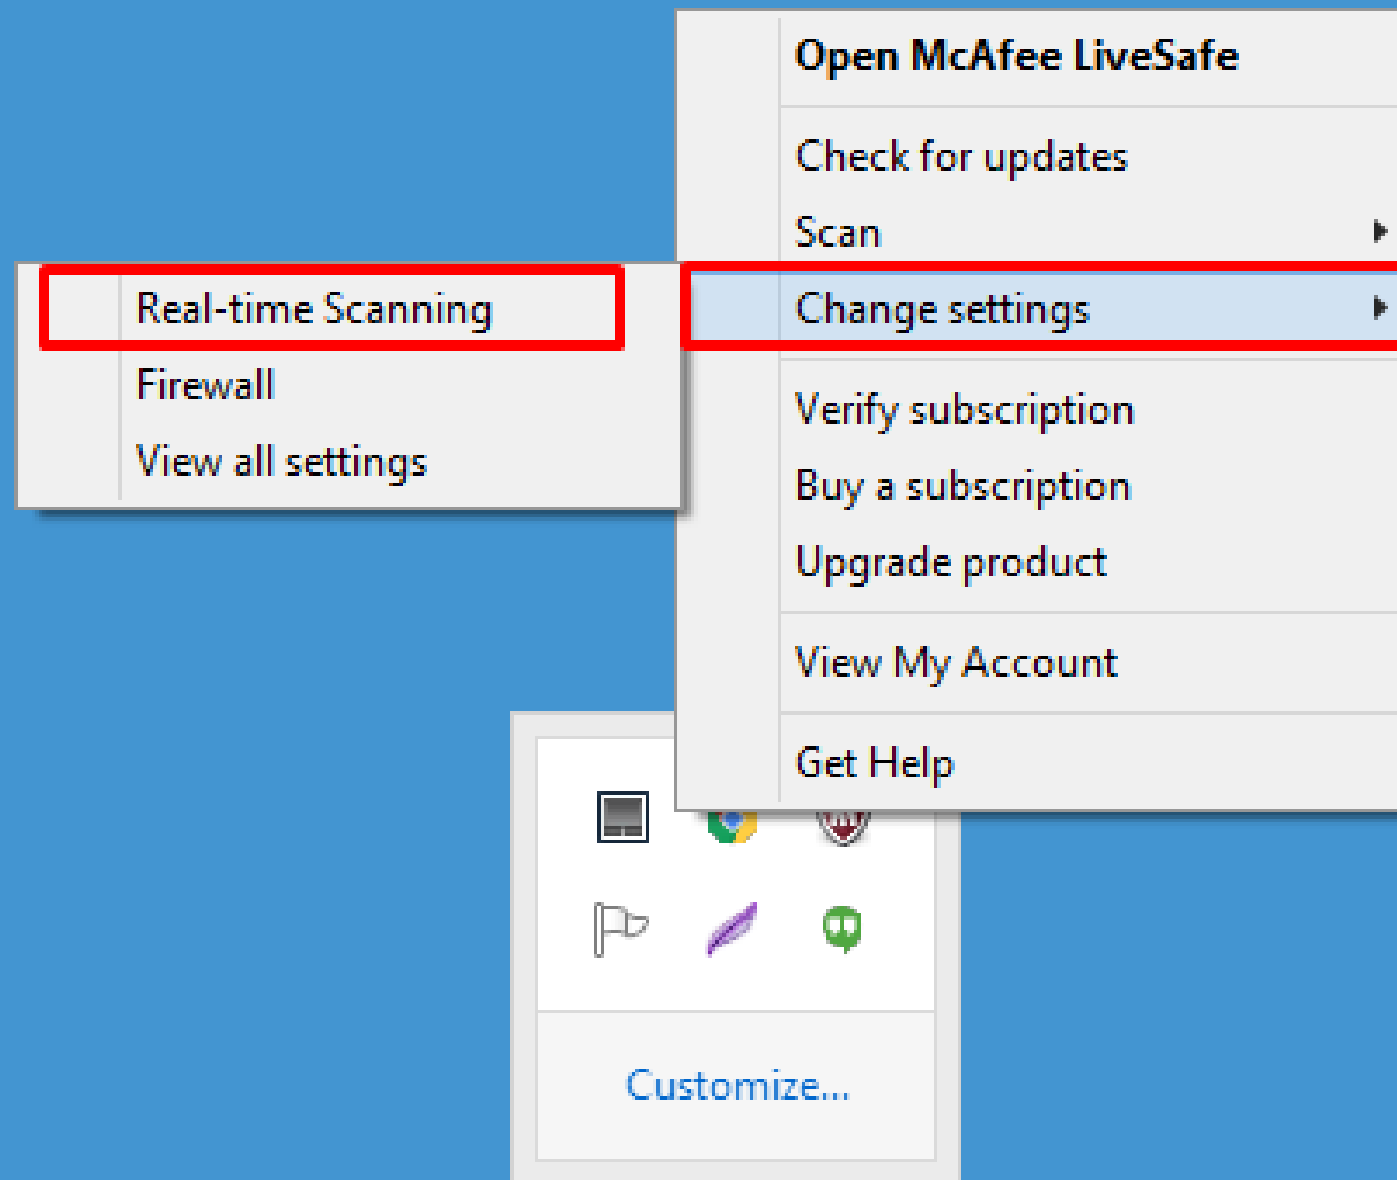 Open McAfee LiveSafe
Check for updates
Scan
Change settings
Real-time Scanning
Firewall
View all settings
Verify subscription
Buy a subscription
Upgrade product
View My Account
Get Help
Customize...